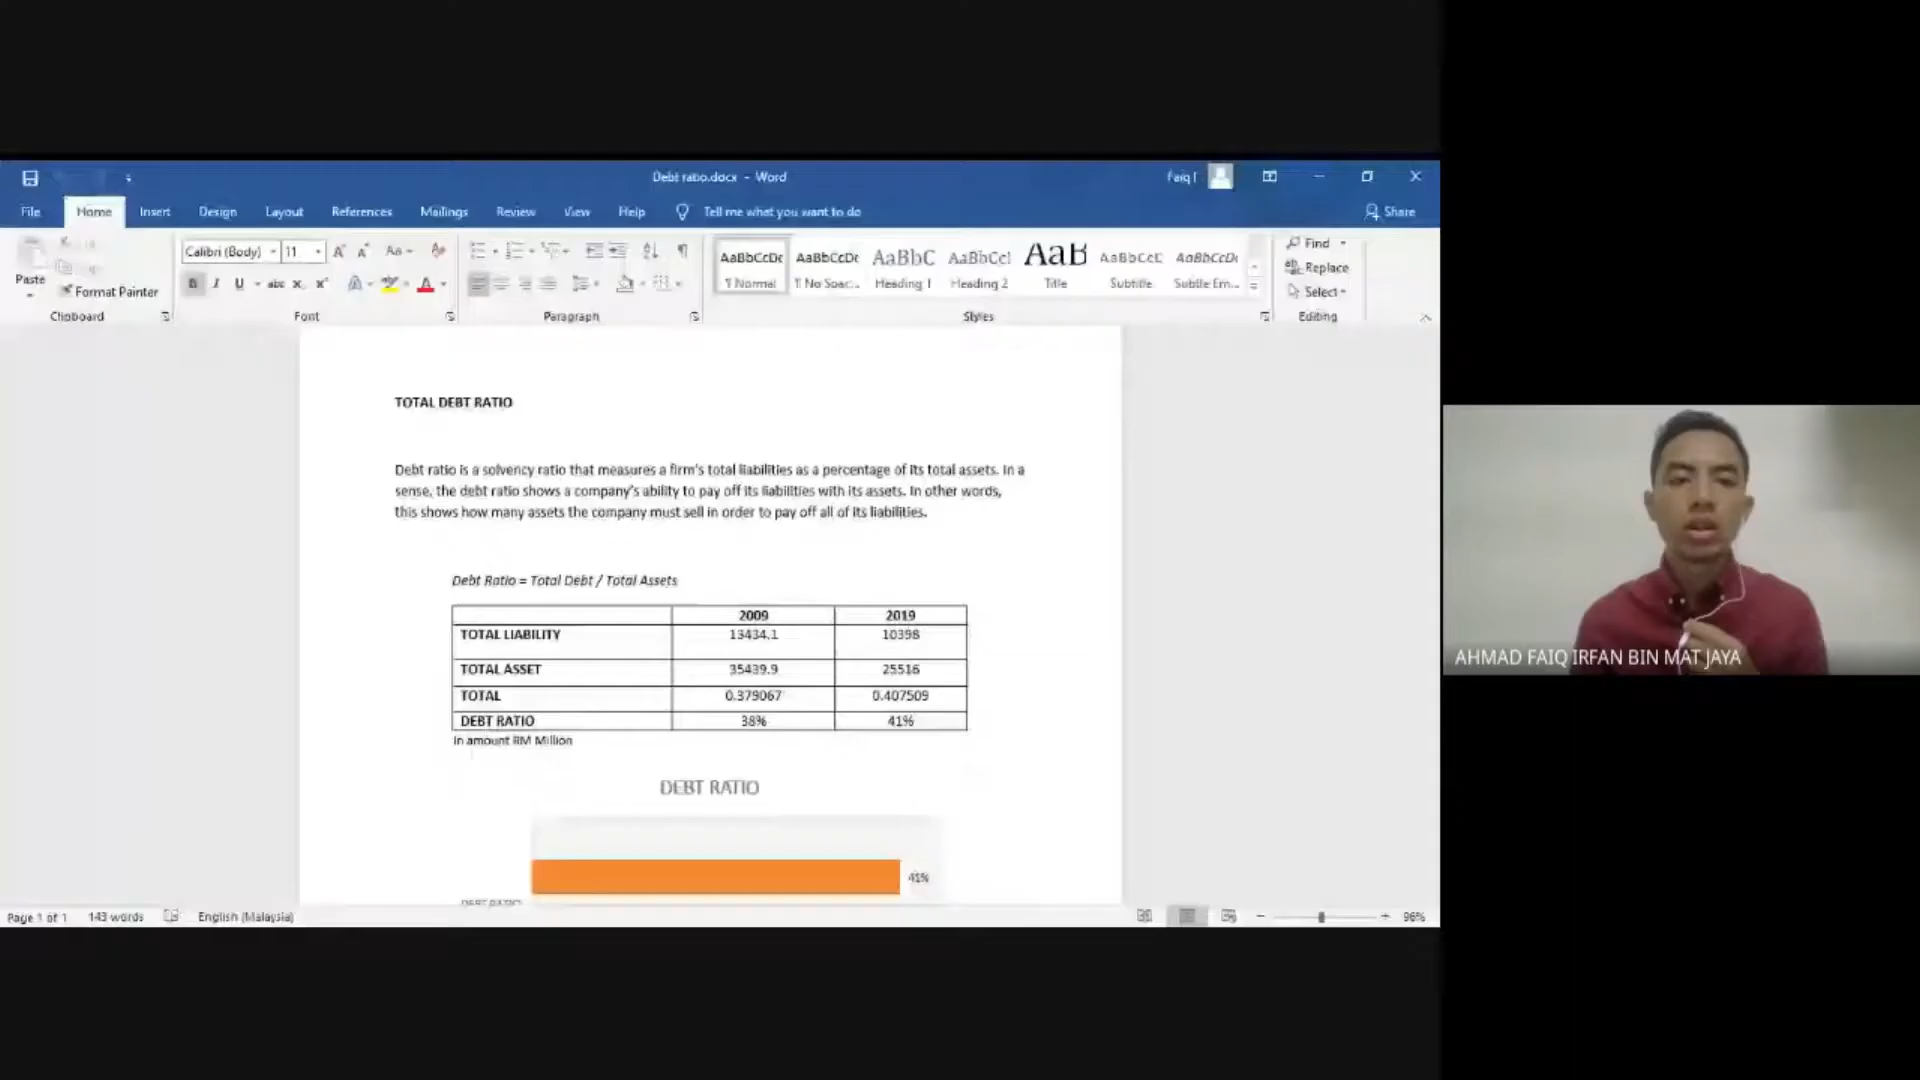 Debt ratio.docx - Word
Faiq I
File Home Insert Design Layout References Mailings Review View Help Tell me what you want to do Share
Calibri (Body) 11 Aa
Paste Format Painter
Clipboard Font Paragraph Styles Editing
AaBbCcDc AaBbCcDc AaBbC AaBbCcl AaB AaBbCcC AaBbCcDc
¶ Normal ¶ No Spac... Heading 1 Heading 2 Title Subtitle Subtle Em...
Find
Replace
Select
TOTAL DEBT RATIO
Debt ratio is a solvency ratio that measures a firm's total liabilities as a percentage of its total assets. In a
sense, the debt ratio shows a company's ability to pay off its liabilities with its assets. In other words,
this shows how many assets the company must sell in order to pay off all of its liabilities.
Debt Ratio = Total Debt / Total Assets
2009 2019
TOTAL LIABILITY 13434.1 10398
TOTAL ASSET 35439.9 25516
TOTAL 0.379067 0.407509
DEBT RATIO 38% 41%
In amount RM Million
DEBT RATIO
41%
DEBT RATIO
Page 1 of 1 143 words English (Malaysia) 96%
AHMAD FAIQ IRFAN BIN MAT JAYA